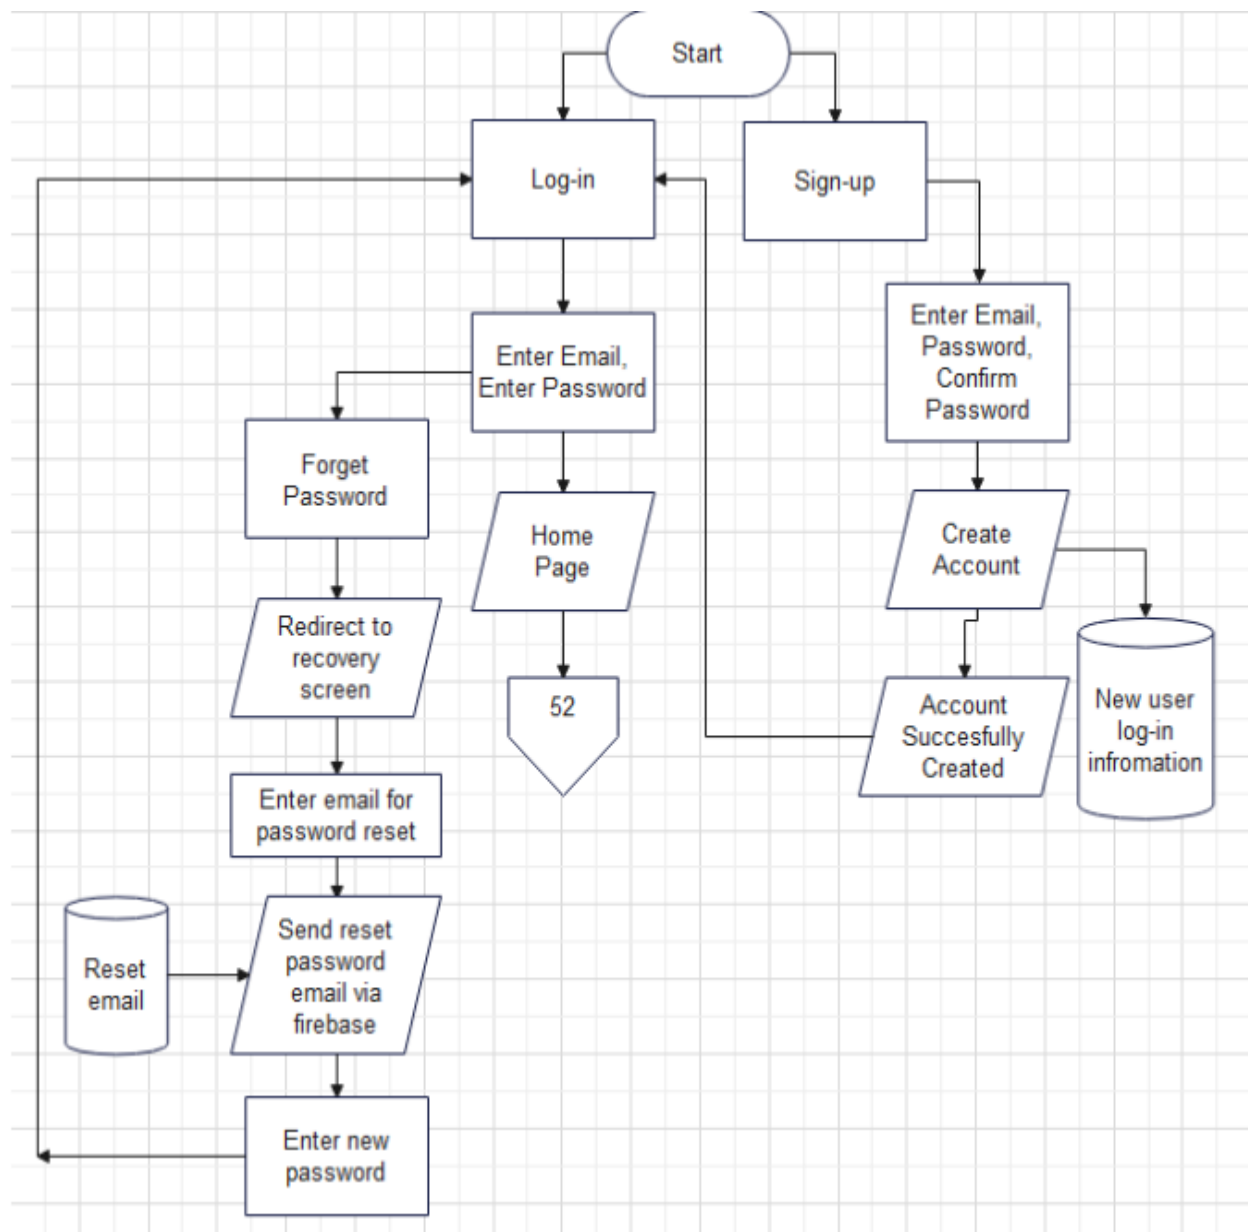 Start
Log-in
Sign-up
Enter Email,
Password,
Confirm
Password
Enter Email,
Enter Password
Forget
Password
Home
Page
Create
Account
Redirect to
recovery
screen
52
Account
Succesfully
Created
New user
log-in
infromation
Enter email for
password reset
Send reset
password
email via
firebase
Reset
email
Enter new
password